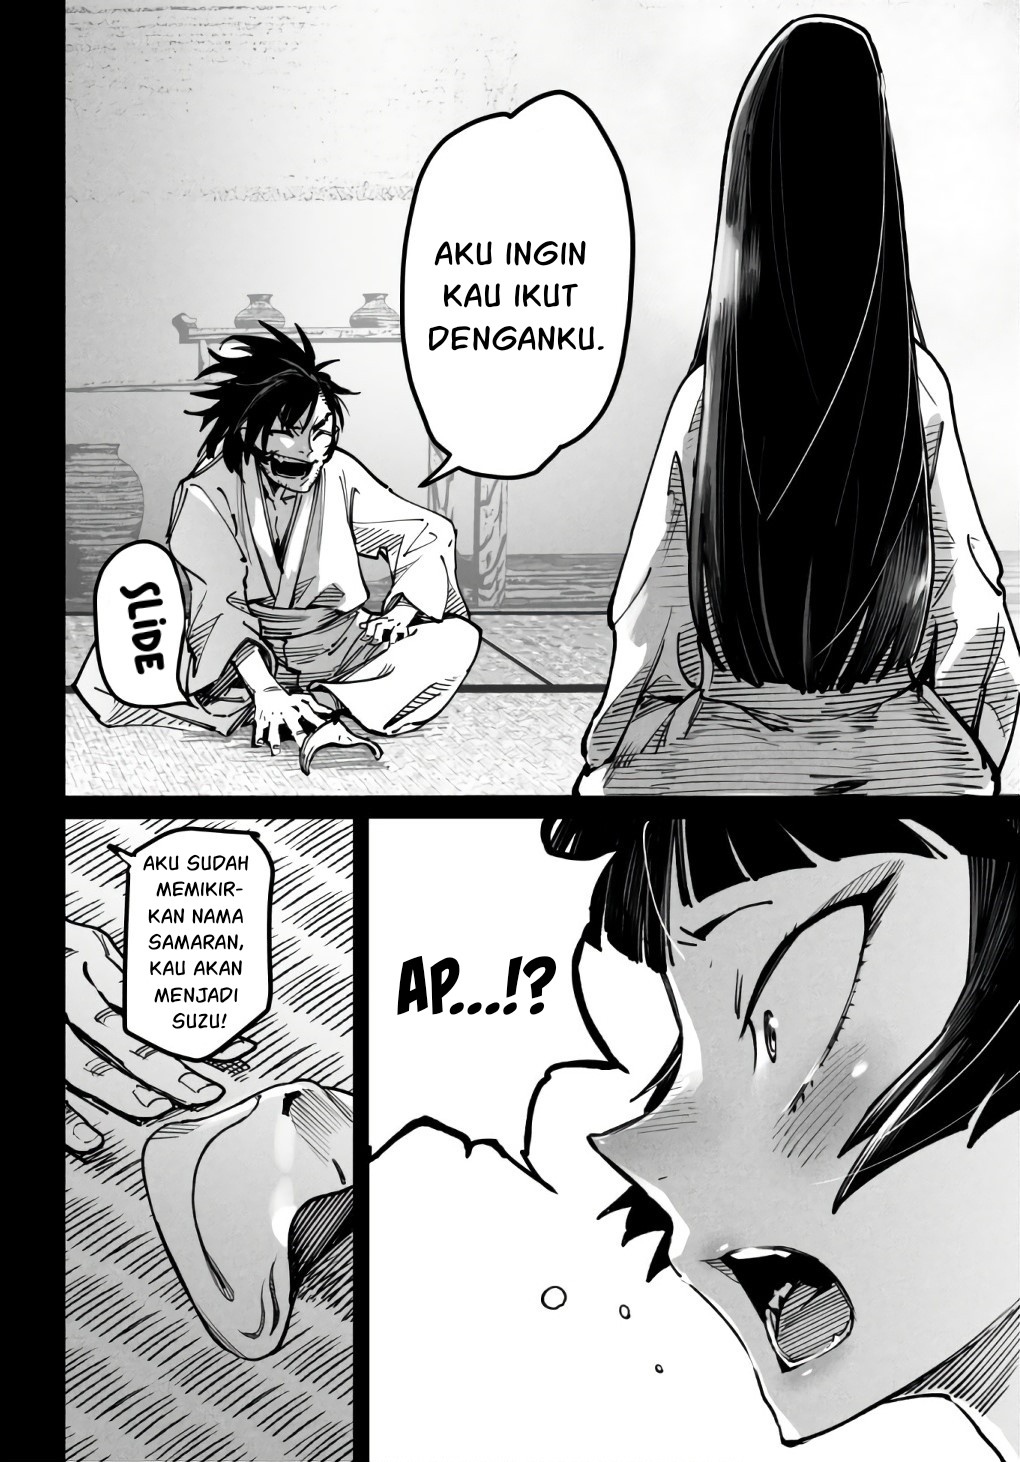 AKU INGIN
KAU IKUT
DENGANKU.
SLIDE
AKU SUDAH
MEMIKIR-
KAN NAMA
SAMARAN,
KAU AKAN
MENJADI
SUZU!
AP...!?